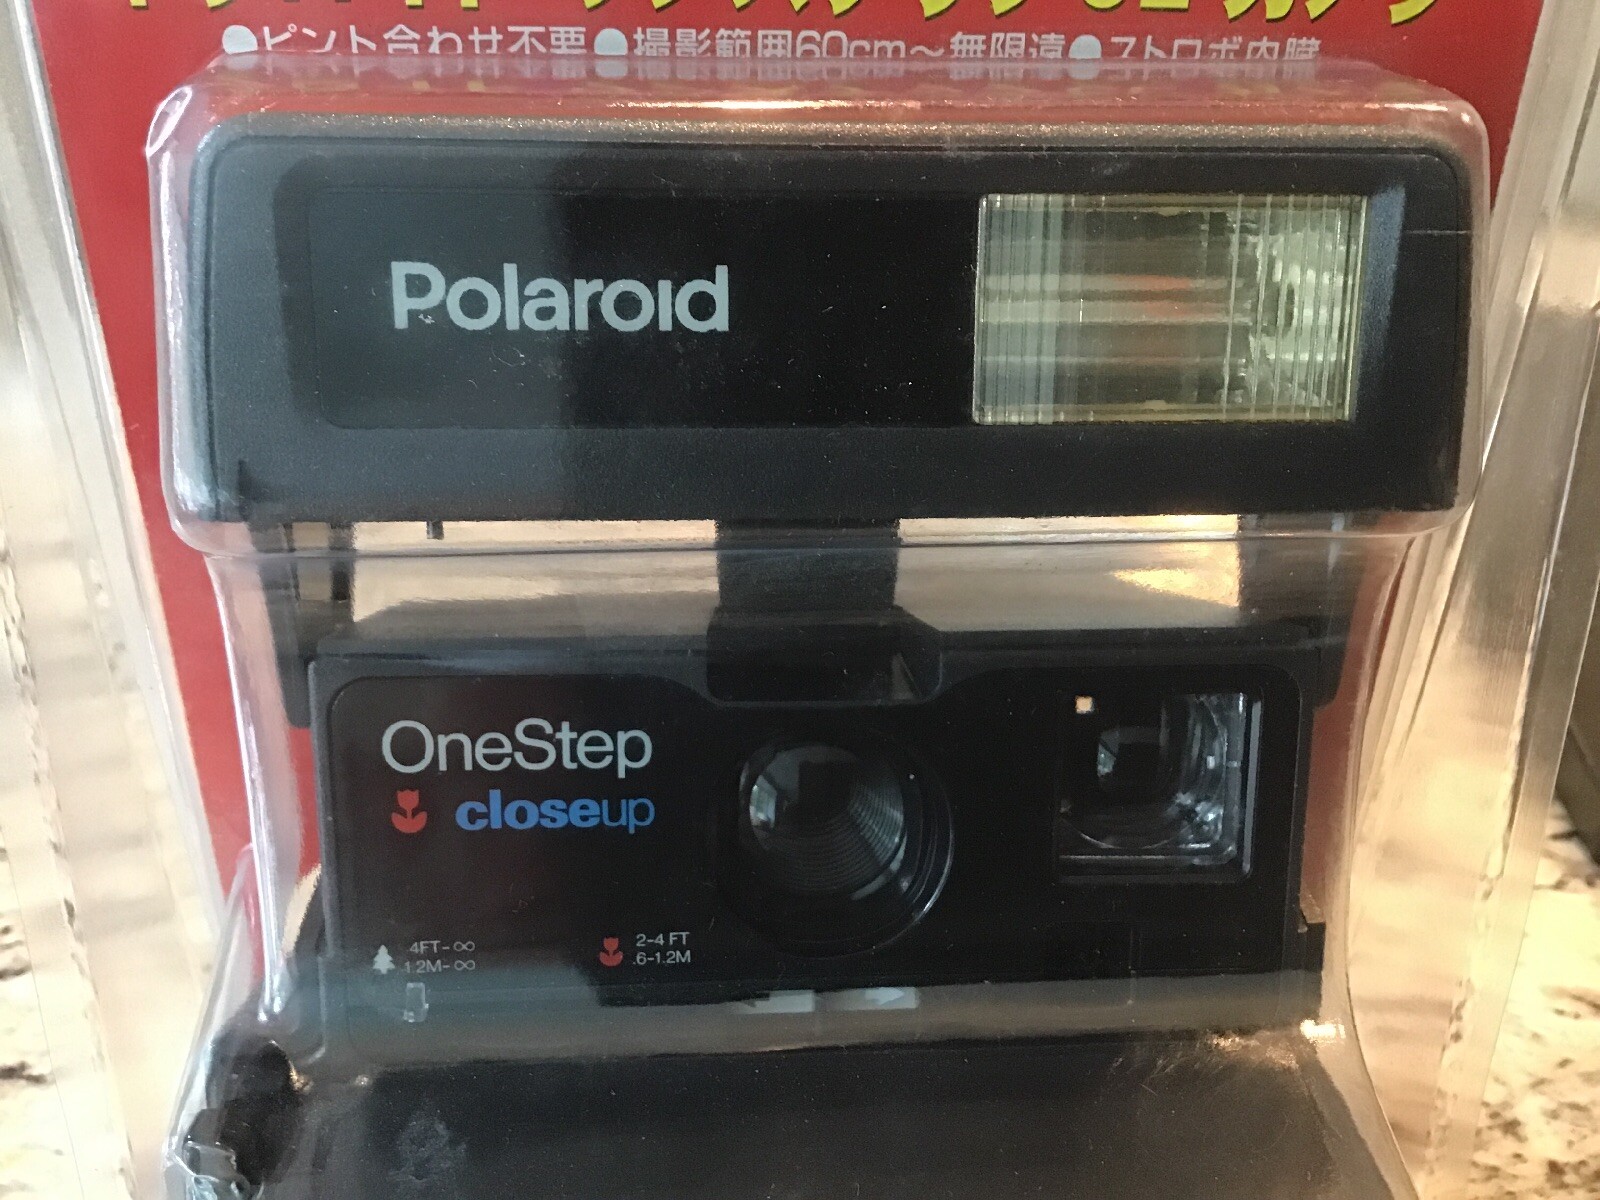 ●ピント合わせ不要●撮影範囲60cm〜無限遠●ストロボ内臓
Polaroid
OneStep
closeup
4FT-∞
1.2M-∞
2-4 FT
.6-1.2M